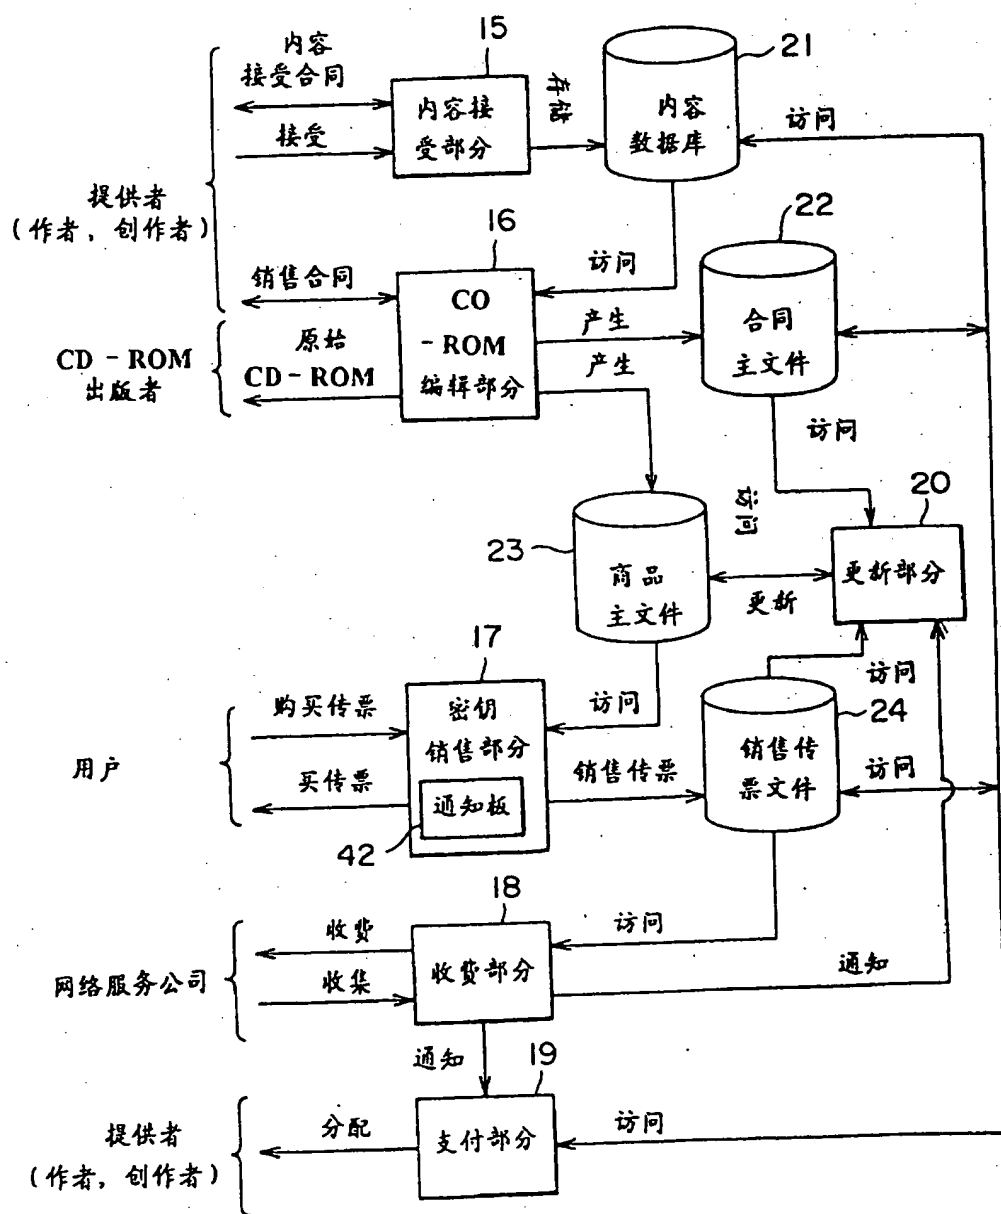 15
21
内容
接受合同
内容接
受部分
存储
内容
数据库
访问
接受
提供者
(作者, 创作者)
16
22
销售合同
CO
-ROM
编辑部分
访问
产生
合同
主文件
CD-ROM
出版者
原始
CD-ROM
产生
访问
20
访问
23
商品
主文件
更新
更新部分
17
购买传票
密钥
销售部分
访问
访问
24
用户
买传票
通知板
42
销售传票
销售传
票文件
访问
18
收费
收费部分
访问
网络服务公司
收集
通知
通知
19
提供者
(作者, 创作者)
分配
支付部分
访问